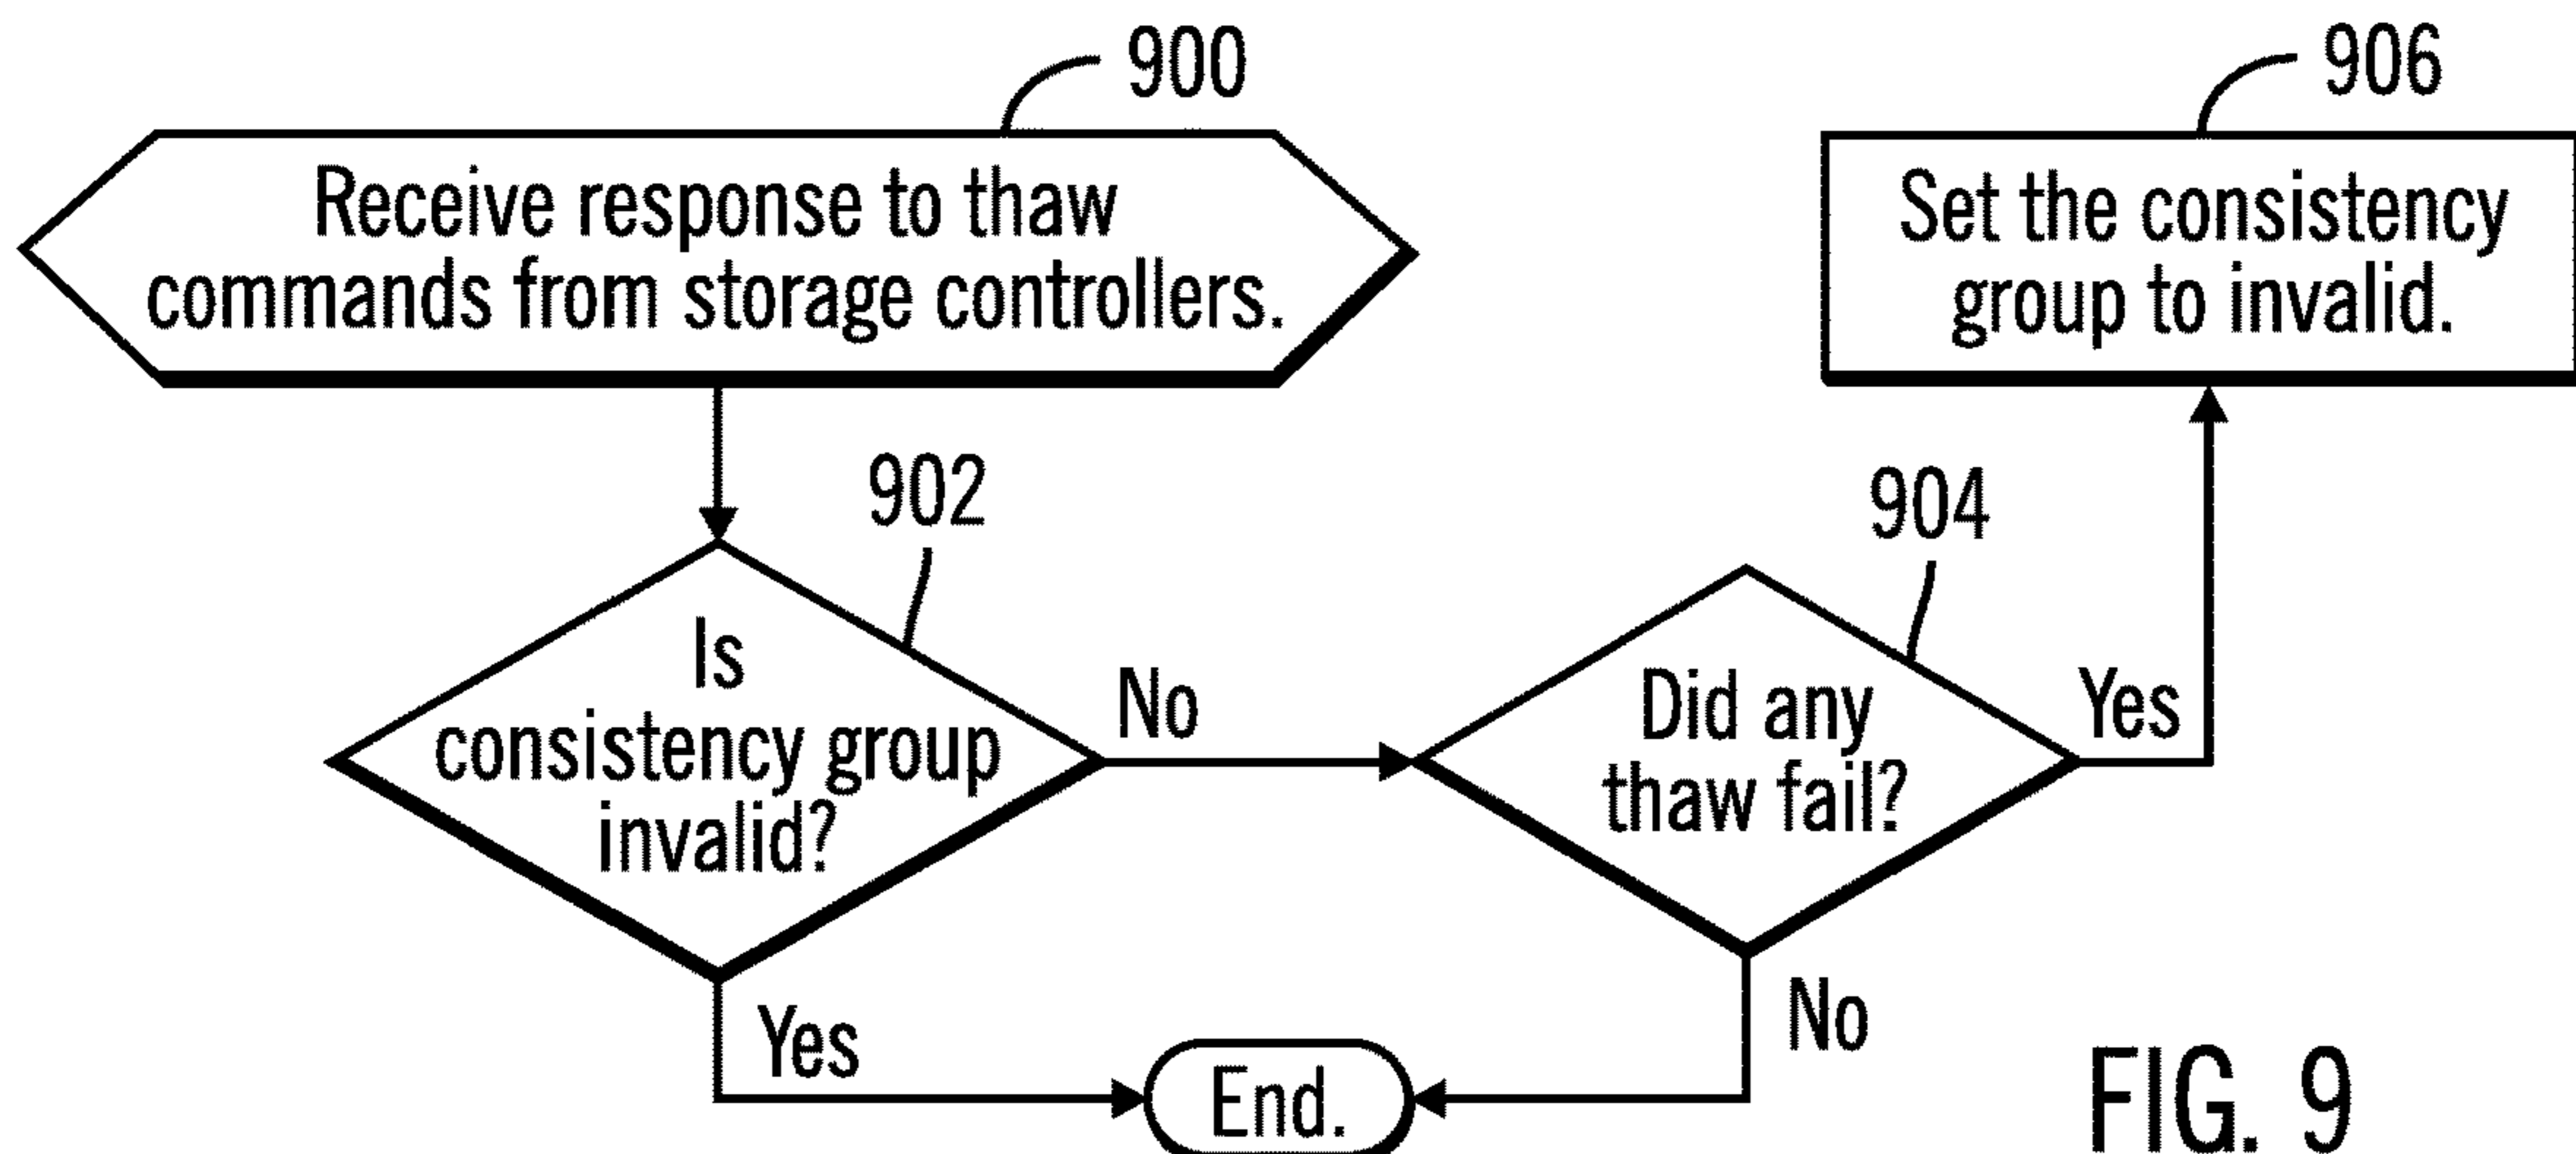 900
Receive response to thaw
commands from storage controllers.
906
Set the consistency
group to invalid.
902
Is
consistency group
invalid?
No
Yes
904
Did any
thaw fail?
Yes
No
End.
FIG. 9